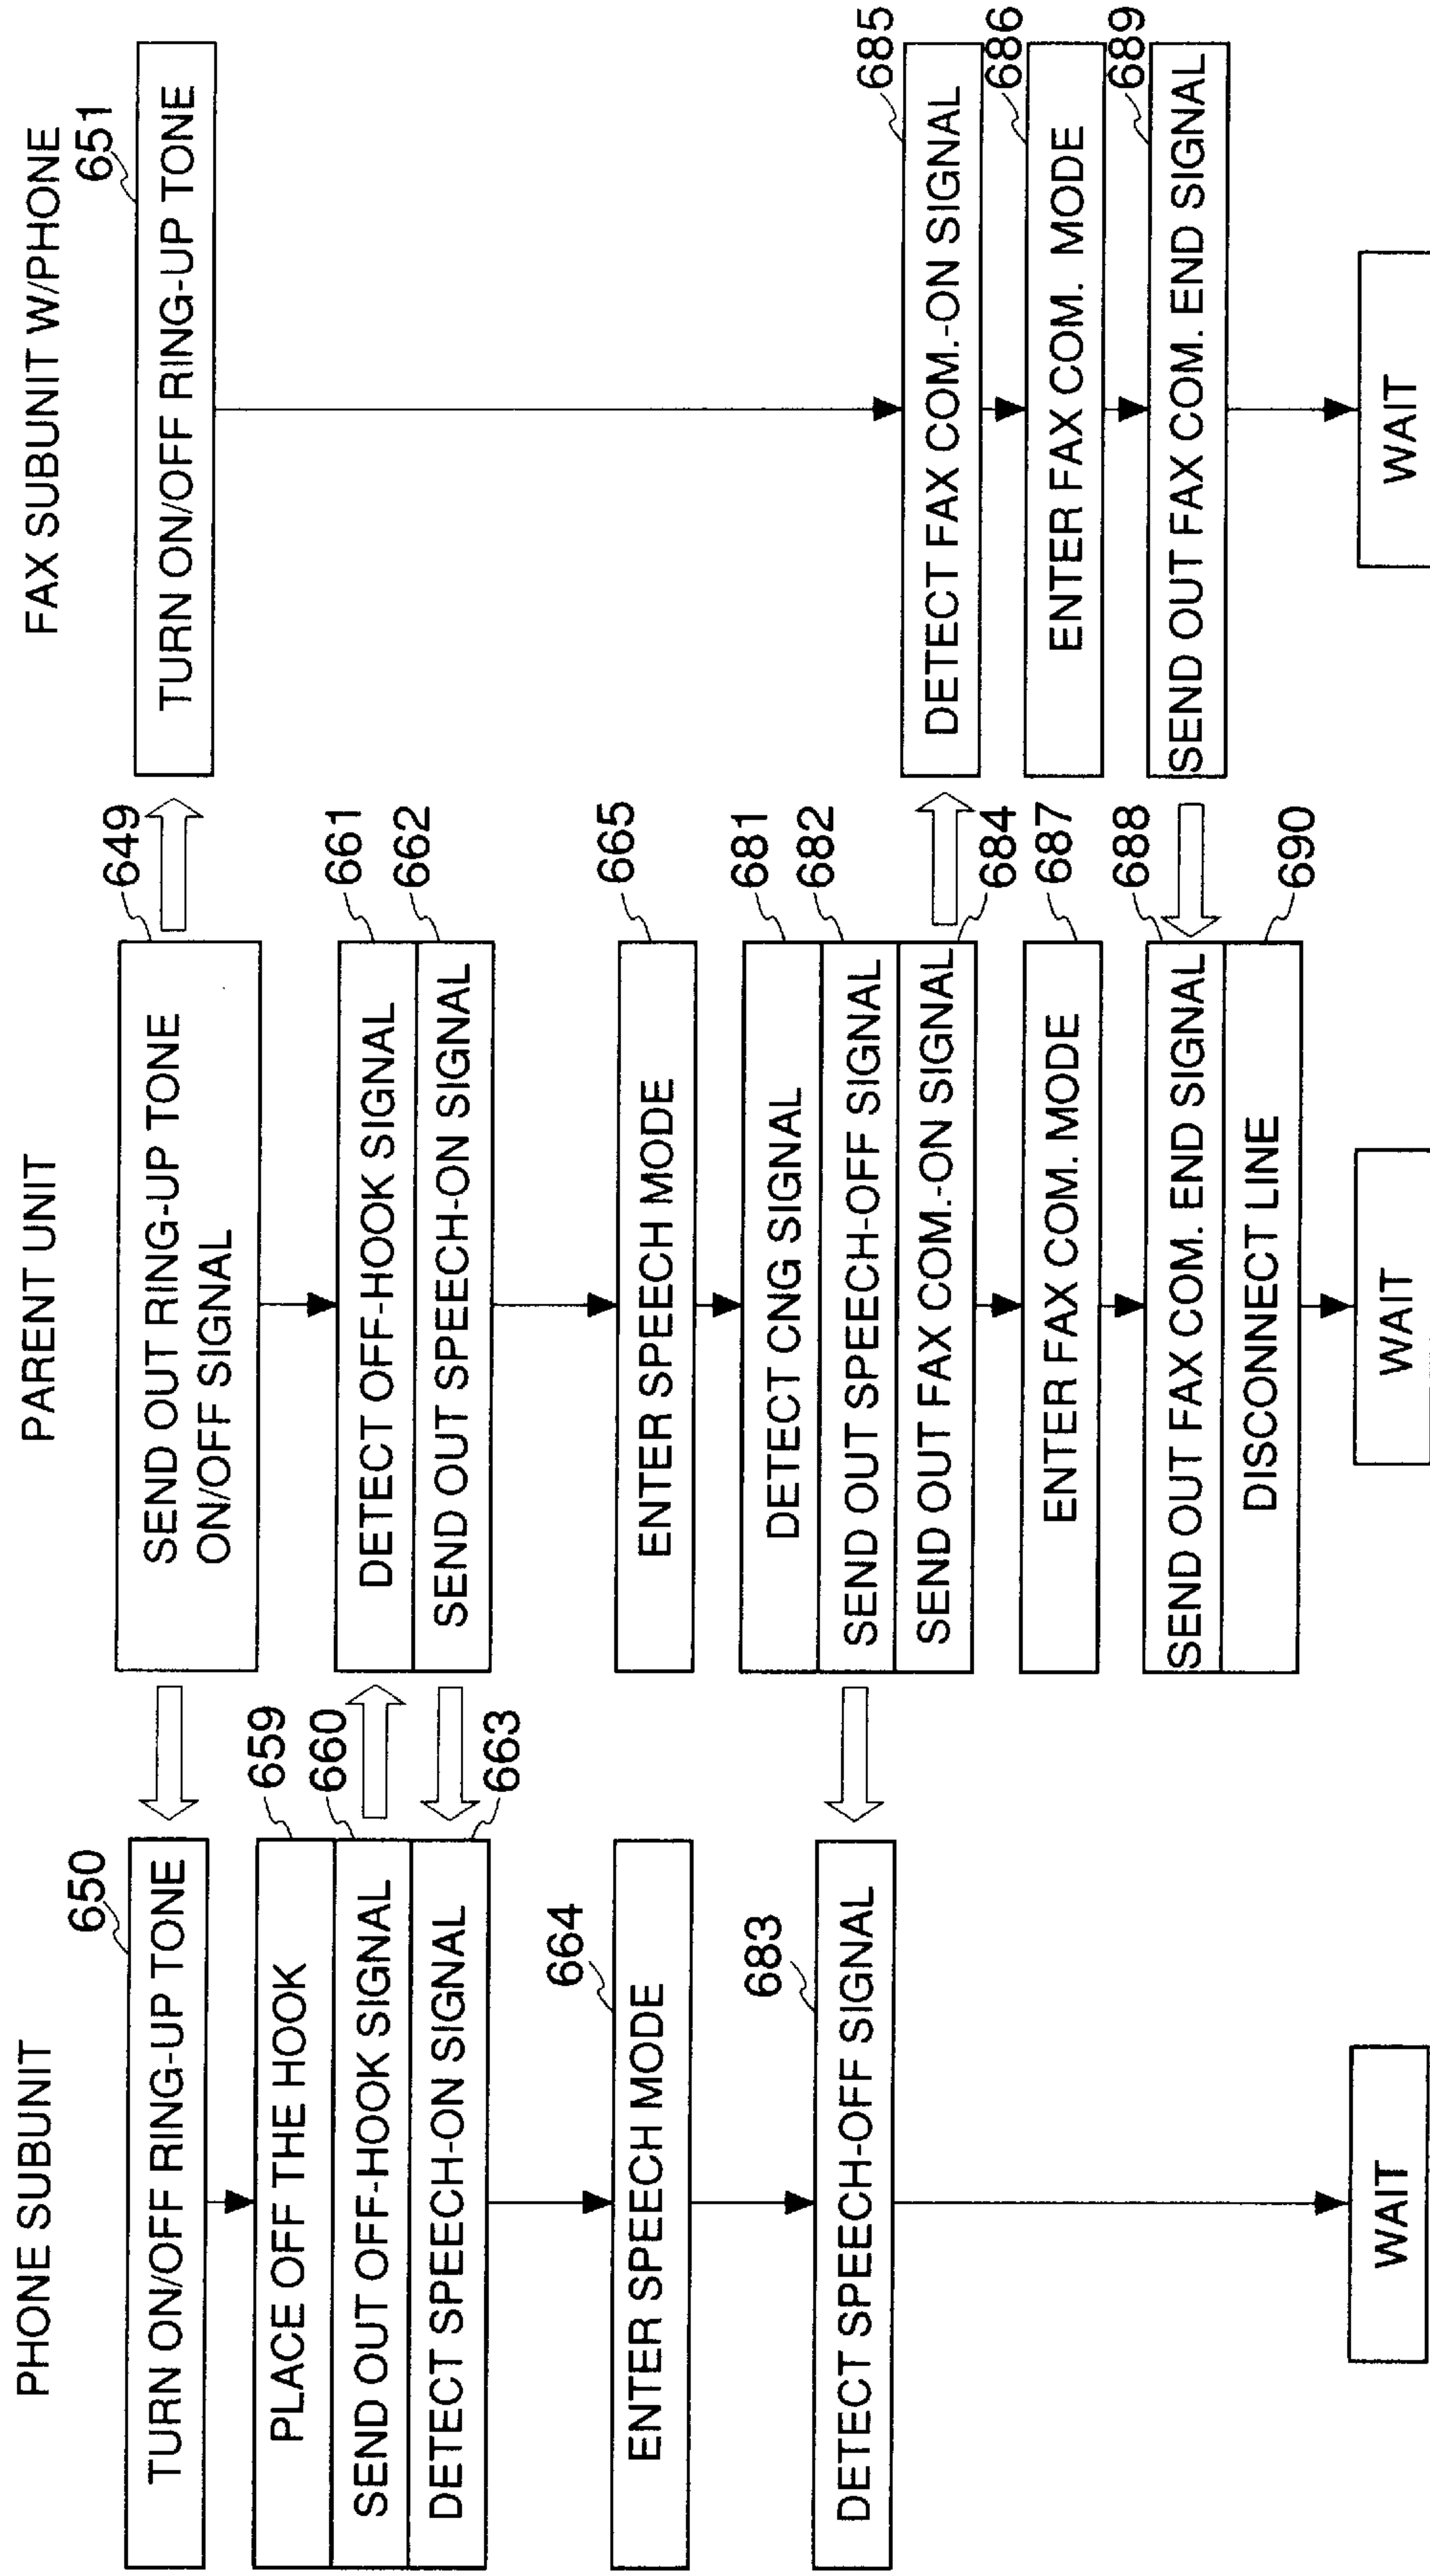 PHONE SUBUNIT
650
TURN ON/OFF RING-UP TONE
659
PLACE OFF THE HOOK
660
SEND OUT OFF-HOOK SIGNAL
DETECT SPEECH-ON SIGNAL
663
664
ENTER SPEECH MODE
683
DETECT SPEECH-OFF SIGNAL
WAIT
PARENT UNIT
649
SEND OUT RING-UP TONE
ON/OFF SIGNAL
661
DETECT OFF-HOOK SIGNAL
662
SEND OUT SPEECH-ON SIGNAL
665
ENTER SPEECH MODE
681
DETECT CNG SIGNAL
682
SEND OUT SPEECH-OFF SIGNAL
SEND OUT FAX COM.-ON SIGNAL
684
687
ENTER FAX COM. MODE
688
SEND OUT FAX COM. END SIGNAL
DISCONNECT LINE
690
WAIT
FAX SUBUNIT W/PHONE
651
TURN ON/OFF RING-UP TONE
685
DETECT FAX COM.-ON SIGNAL
686
ENTER FAX COM. MODE
689
SEND OUT FAX COM. END SIGNAL
WAIT